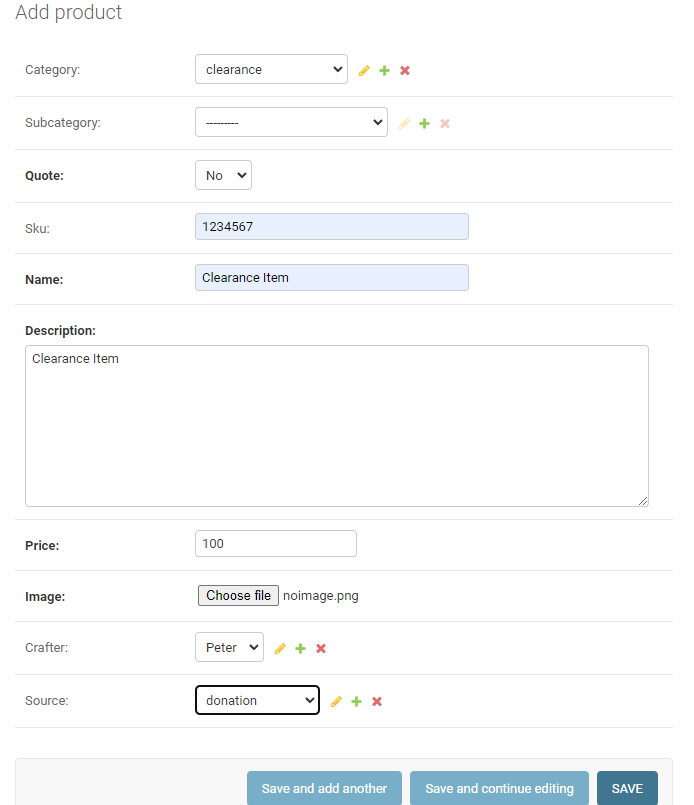 Add product
Category: clearance
Subcategory: ---------
Quote: No
Sku: 1234567
Name: Clearance Item
Description:
Clearance Item
Price: 100
Image: Choose file noimage.png
Crafter: Peter
Source: donation
Save and add another Save and continue editing SAVE